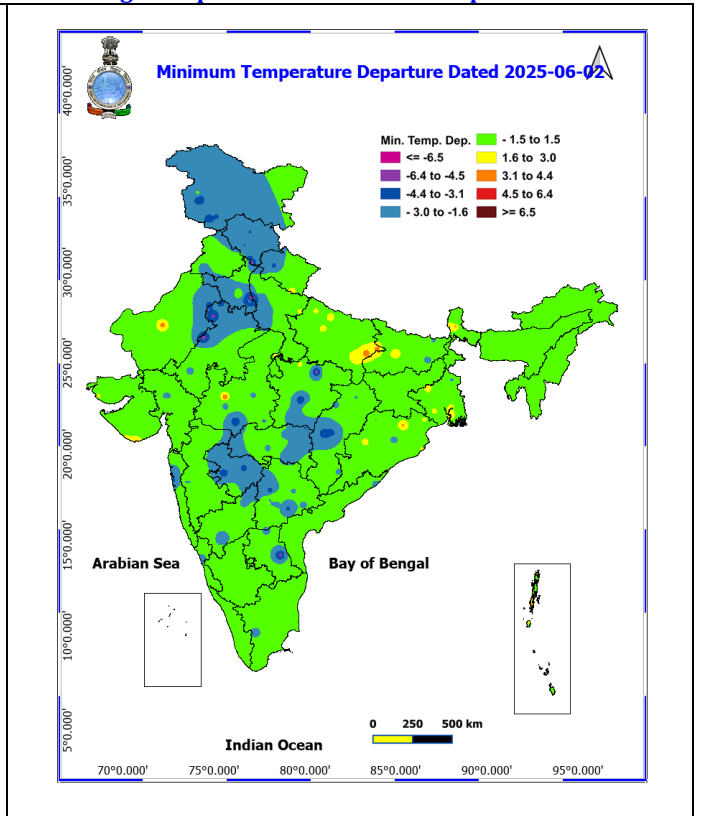 Minimum Temperature Departure Dated 2025-06-02
Min. Temp. Dep.
<= -6.5
-6.4 to -4.5
-4.4 to -3.1
- 3.0 to -1.6
- 1.5 to 1.5
1.6 to 3.0
3.1 to 4.4
4.5 to 6.4
>= 6.5
40°0.000'
35°0.000'
30°0.000'
25°0.000'
20°0.000'
15°0.000'
10°0.000'
5°0.000'
Arabian Sea
Bay of Bengal
0 250 500 km
Indian Ocean
70°0.000' 75°0.000' 80°0.000' 85°0.000' 90°0.000' 95°0.000'